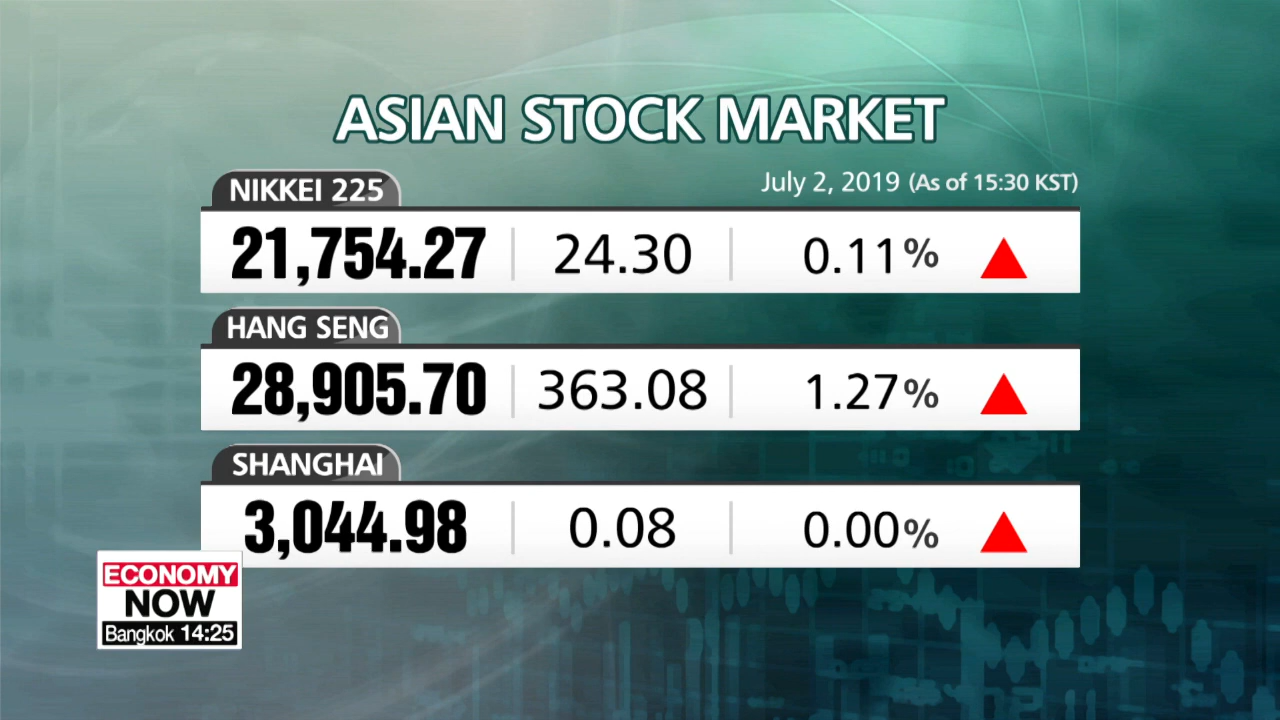 ASIAN STOCK MARKET
July 2, 2019 (As of 15:30 KST)
NIKKEI 225
21,754.27 24.30 0.11% ▲
HANG SENG
28,905.70 363.08 1.27% ▲
SHANGHAI
3,044.98 0.08 0.00% ▲
ECONOMY
NOW
Bangkok 14:25